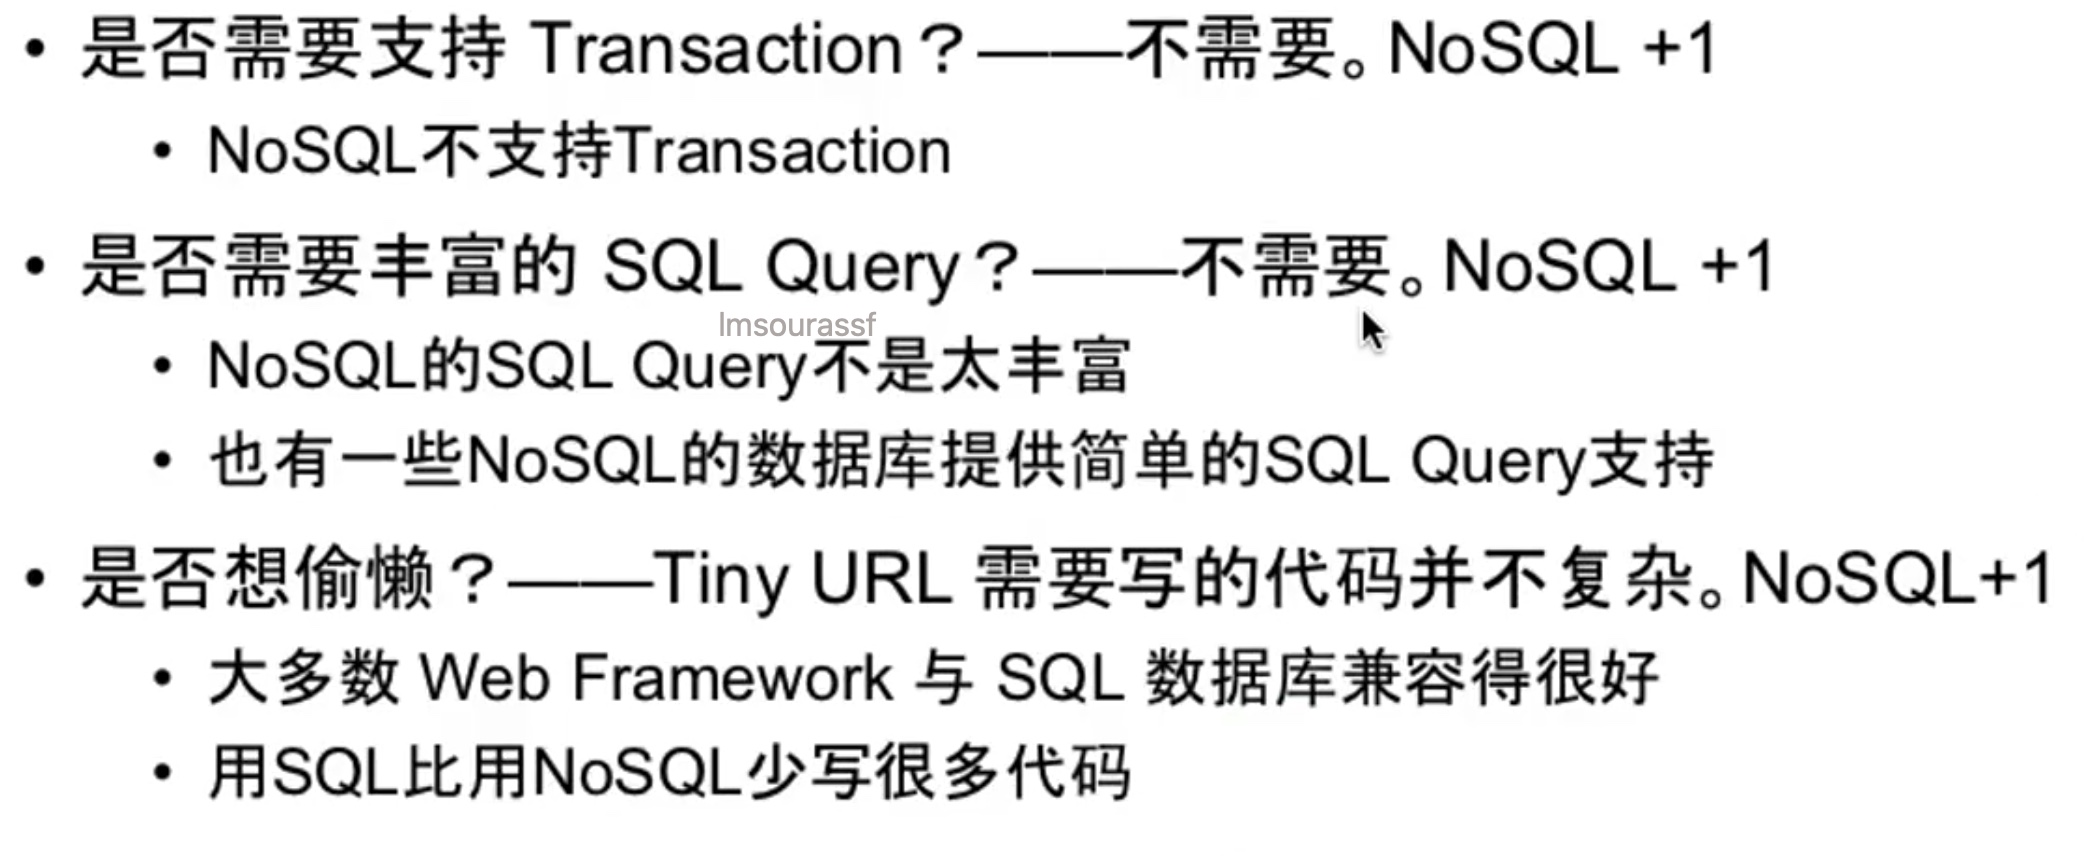 • 是否需要支持 Transaction？——不需要。NoSQL +1
• NoSQL不支持Transaction
• 是否需要丰富的 SQL Query？——不需要。NoSQL +1
lmsourassf
• NoSQL的SQL Query不是太丰富
• 也有一些NoSQL的数据库提供简单的SQL Query支持
• 是否想偷懒？——Tiny URL 需要写的代码并不复杂。NoSQL+1
• 大多数 Web Framework 与 SQL 数据库兼容得很好
• 用SQL比用NoSQL少写很多代码